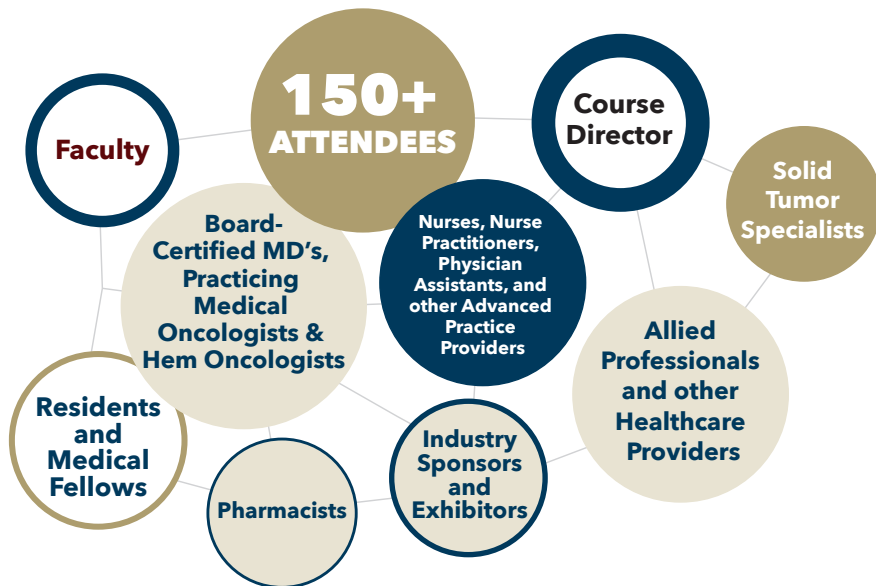 150+
ATTENDEES
Faculty
Course
Director
Solid
Tumor
Specialists
Board-
Certified MD’s,
Practicing
Medical
Oncologists &
Hem Oncologists
Nurses, Nurse
Practitioners,
Physician
Assistants, and
other Advanced
Practice
Providers
Allied
Professionals
and other
Healthcare
Providers
Residents
and
Medical
Fellows
Pharmacists
Industry
Sponsors
and
Exhibitors